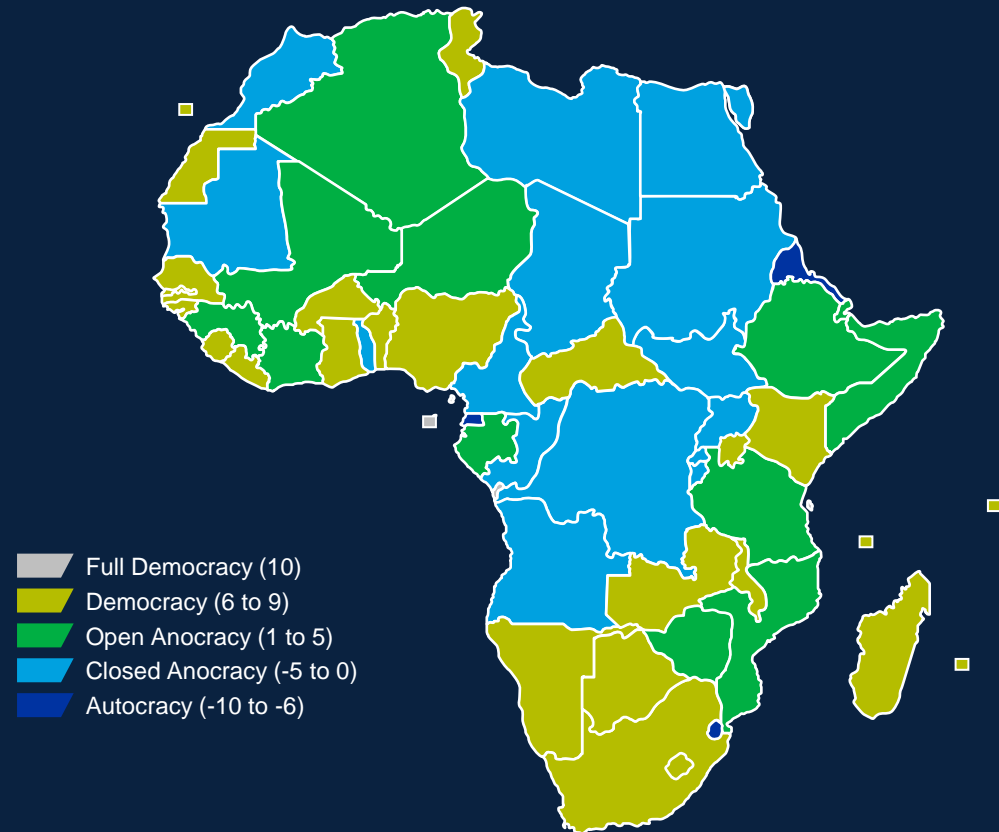 Full Democracy (10)
Democracy (6 to 9)
Open Anocracy (1 to 5)
Closed Anocracy (-5 to 0)
Autocracy (-10 to -6)